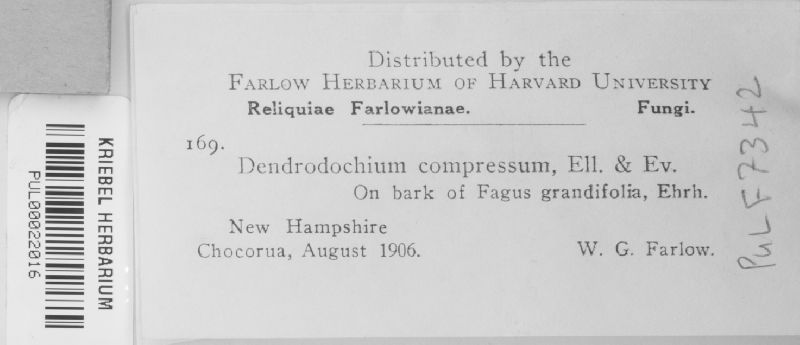 Distributed by the
FARLOW HERBARIUM OF HARVARD UNIVERSITY
Reliquiae Farlowianae. Fungi.
169.
Dendrodochium compressum, Ell. & Ev.
On bark of Fagus grandifolia, Ehrh.
New Hampshire
Chocorua, August 1906. W. G. Farlow.
PUL F7342
KRIEBEL HERBARIUM
PUL00022016